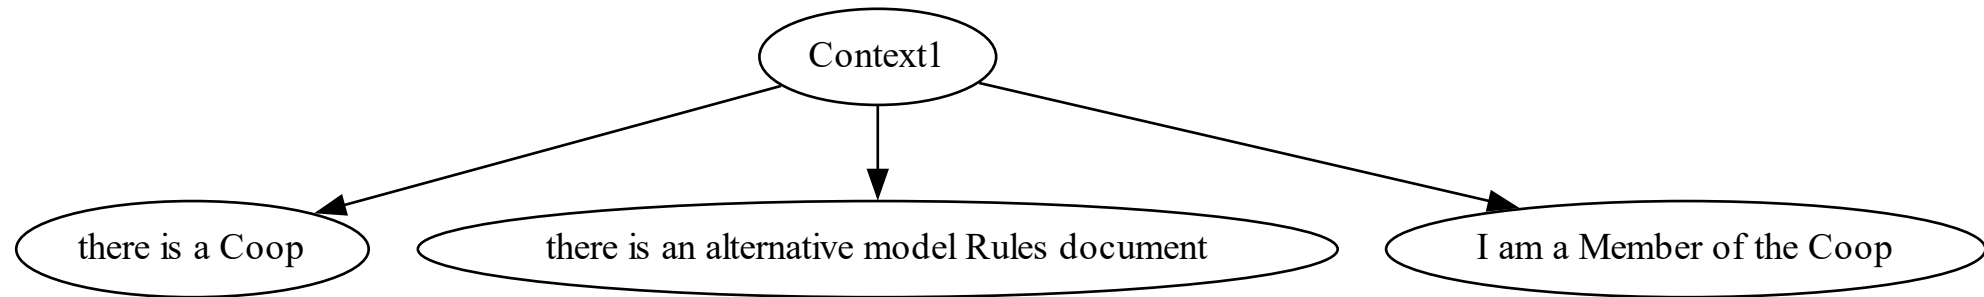 Context1
there is a Coop
there is an alternative model Rules document
I am a Member of the Coop